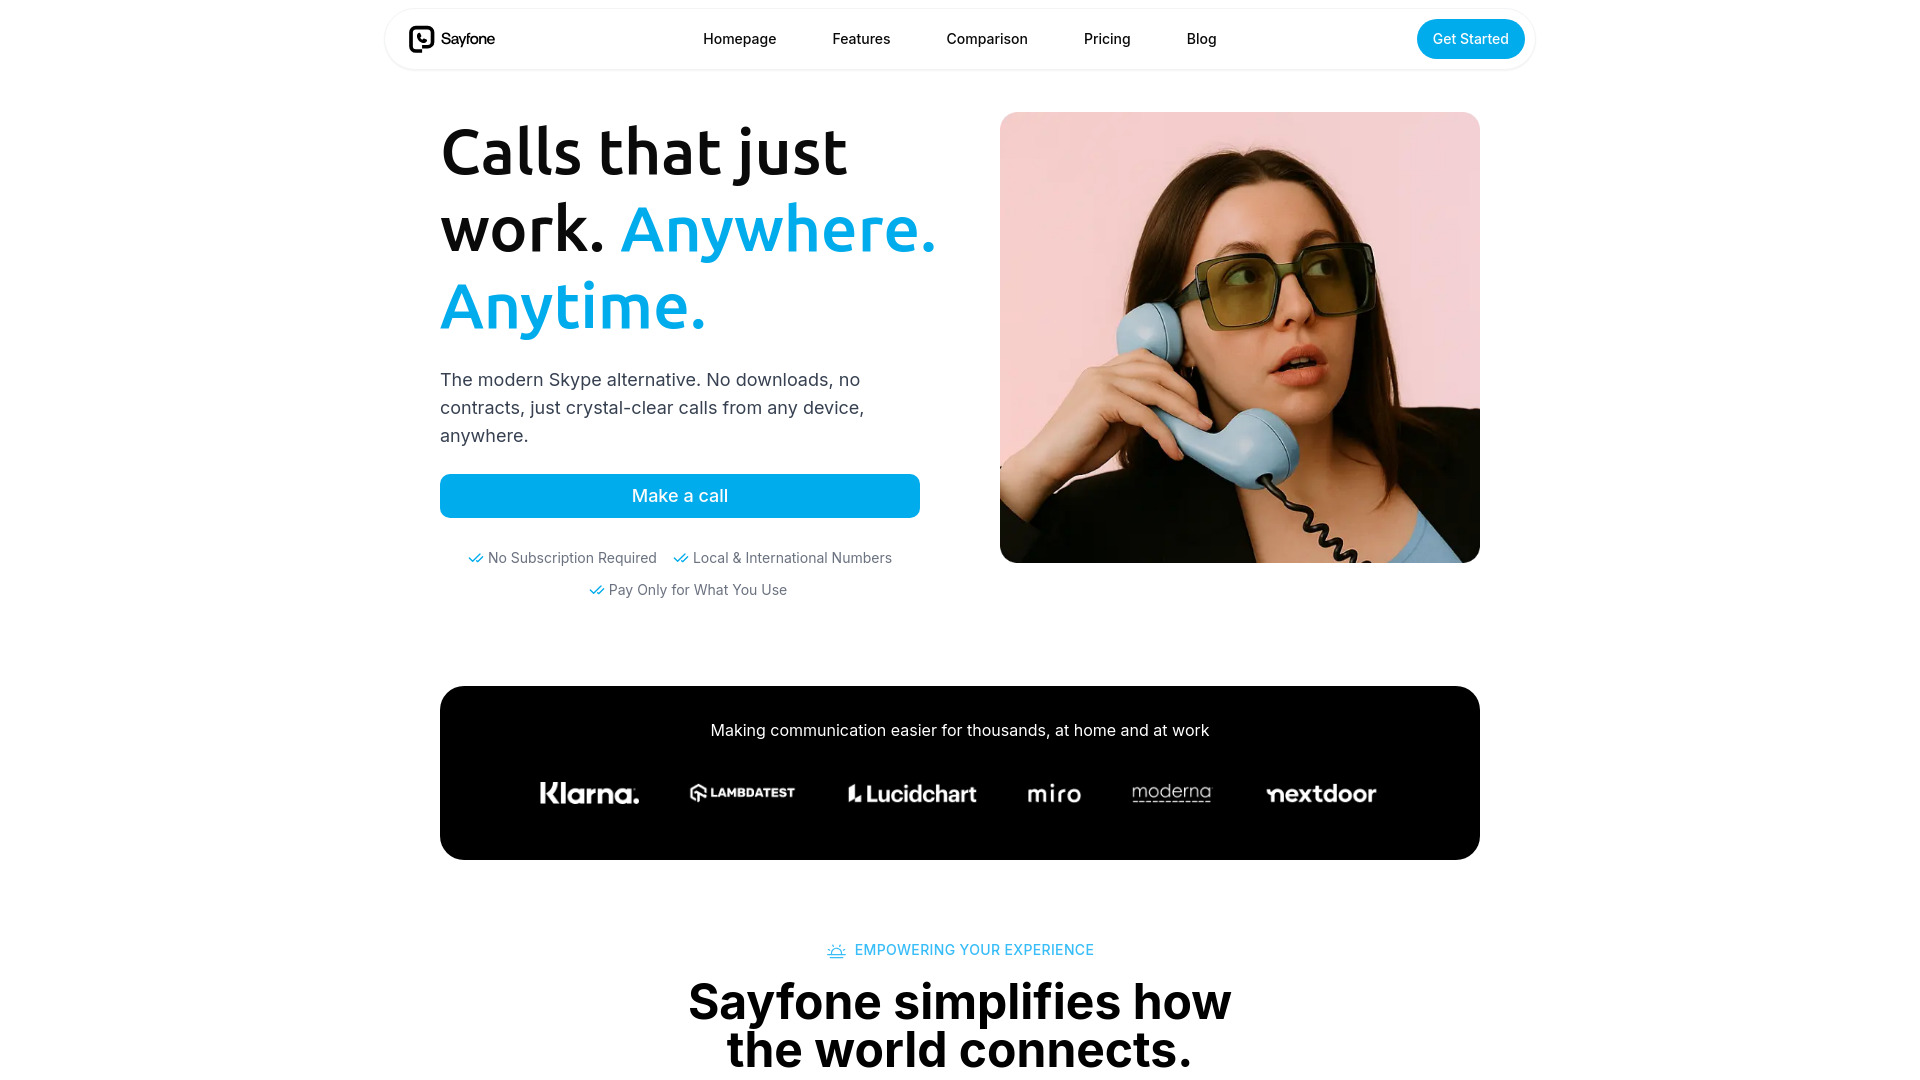 Sayfone
Homepage
Features
Comparison
Pricing
Blog
Get Started
Calls that just
work. Anywhere.
Anytime.
The modern Skype alternative. No downloads, no
contracts, just crystal-clear calls from any device,
anywhere.
Make a call
No Subscription Required
Local & International Numbers
Pay Only for What You Use
Making communication easier for thousands, at home and at work
Klarna.
LAMBDATEST
Lucidchart
miro
moderna
nextdoor
EMPOWERING YOUR EXPERIENCE
Sayfone simplifies how
the world connects.